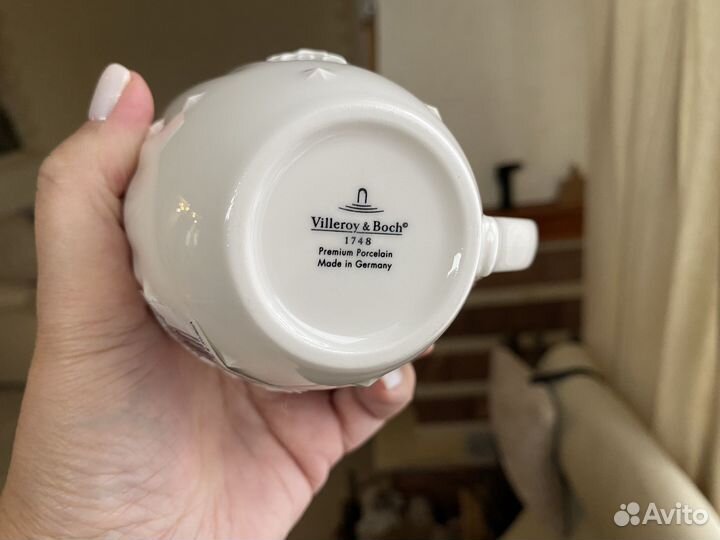 Villeroy & Boch©
1748
Premium Porcelain
Made in Germany
Avito